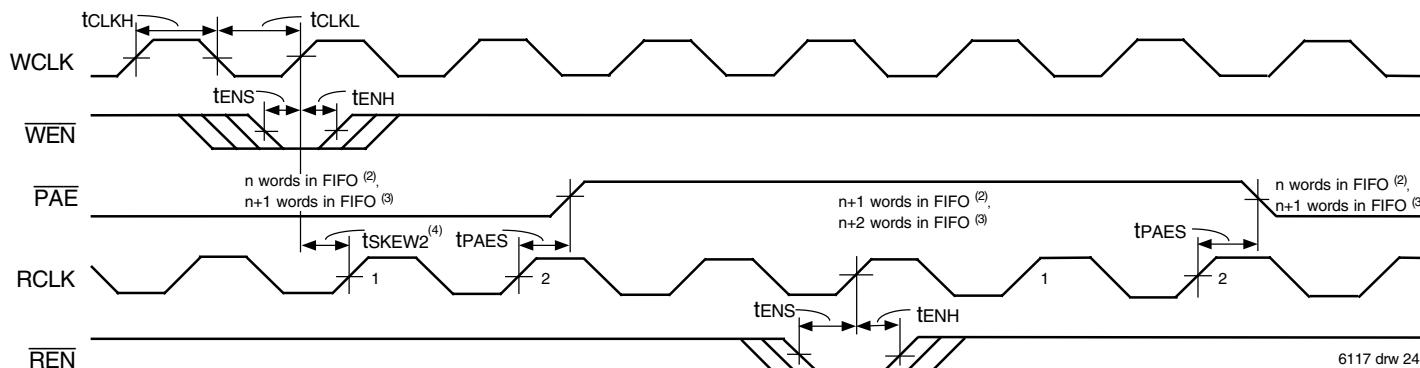 tCLKH
tCLKL
WCLK
tENS
tENH
WEN
n words in FIFO (2),
n+1 words in FIFO (3)
PAE
n+1 words in FIFO (2),
n+2 words in FIFO (3)
n words in FIFO (2),
n+1 words in FIFO (3
tSKEW2(4)
tPAES
tPAES
RCLK
1
2
1
2
tENS
tENH
REN
6117 drw 24